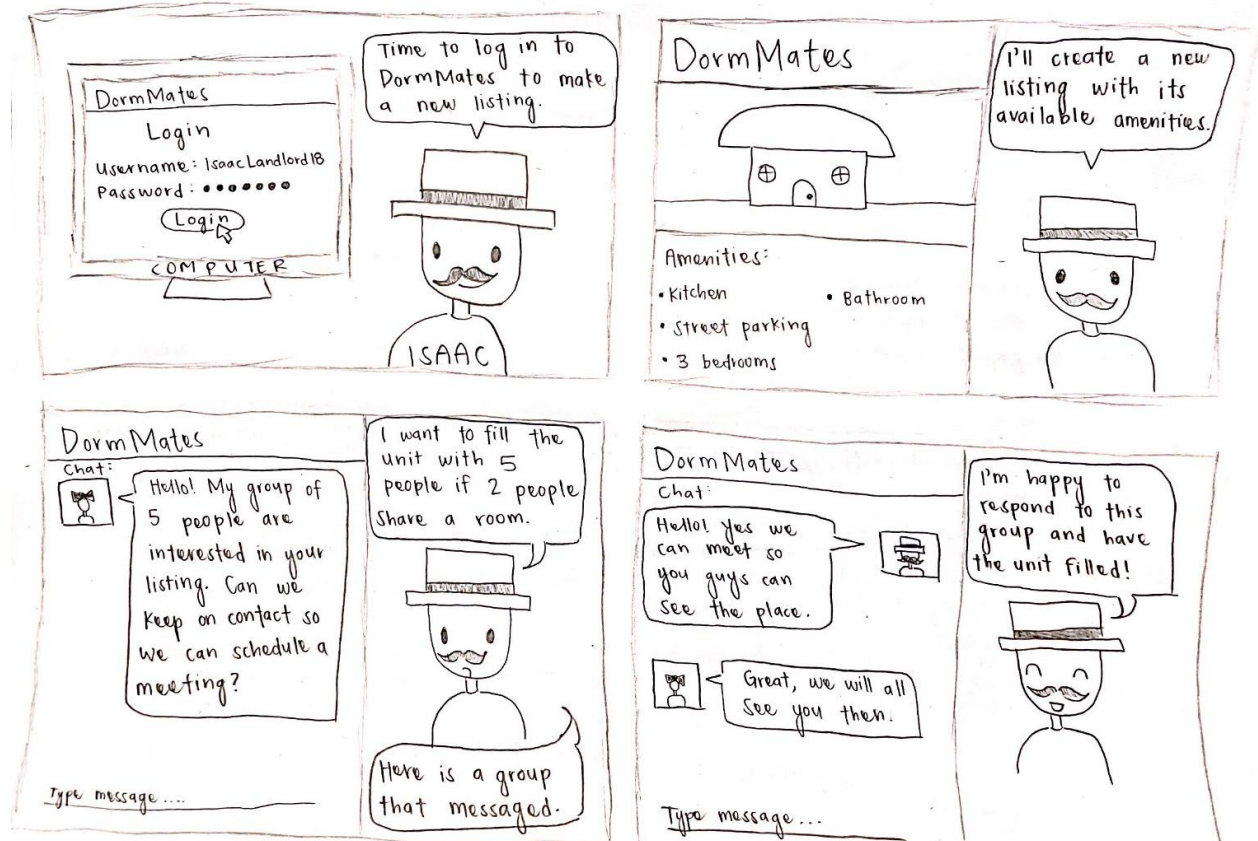 DormMates
Login
Username: IsaacLandlord18
Password: •••••••
Login
COMPUTER
Time to log in to
DormMates to make
a new listing.
ISAAC
DormMates
Amenities:
• Kitchen
• Bathroom
• Street parking
• 3 bedrooms
I'll create a new
listing with its
available amenities.
DormMates
Chat:
Hello! My group of
5 people are
interested in your
listing. Can we
keep on contact so
we can schedule a
meeting?
Type message....
I want to fill the
unit with 5
people if 2 people
share a room.
Here is a group
that messaged.
DormMates
Chat:
Hello! Yes we
can meet so
you guys can
see the place.
Great, we will all
see you then.
Type message...
I'm happy to
respond to this
group and have
the unit filled!